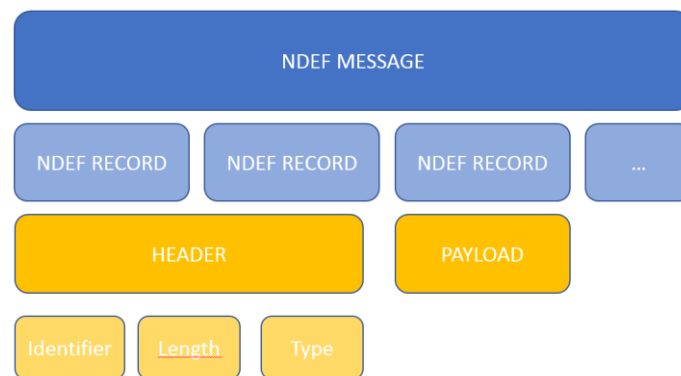 NDEF MESSAGE
NDEF RECORD NDEF RECORD NDEF RECORD ...
HEADER PAYLOAD
Identifier Length Type